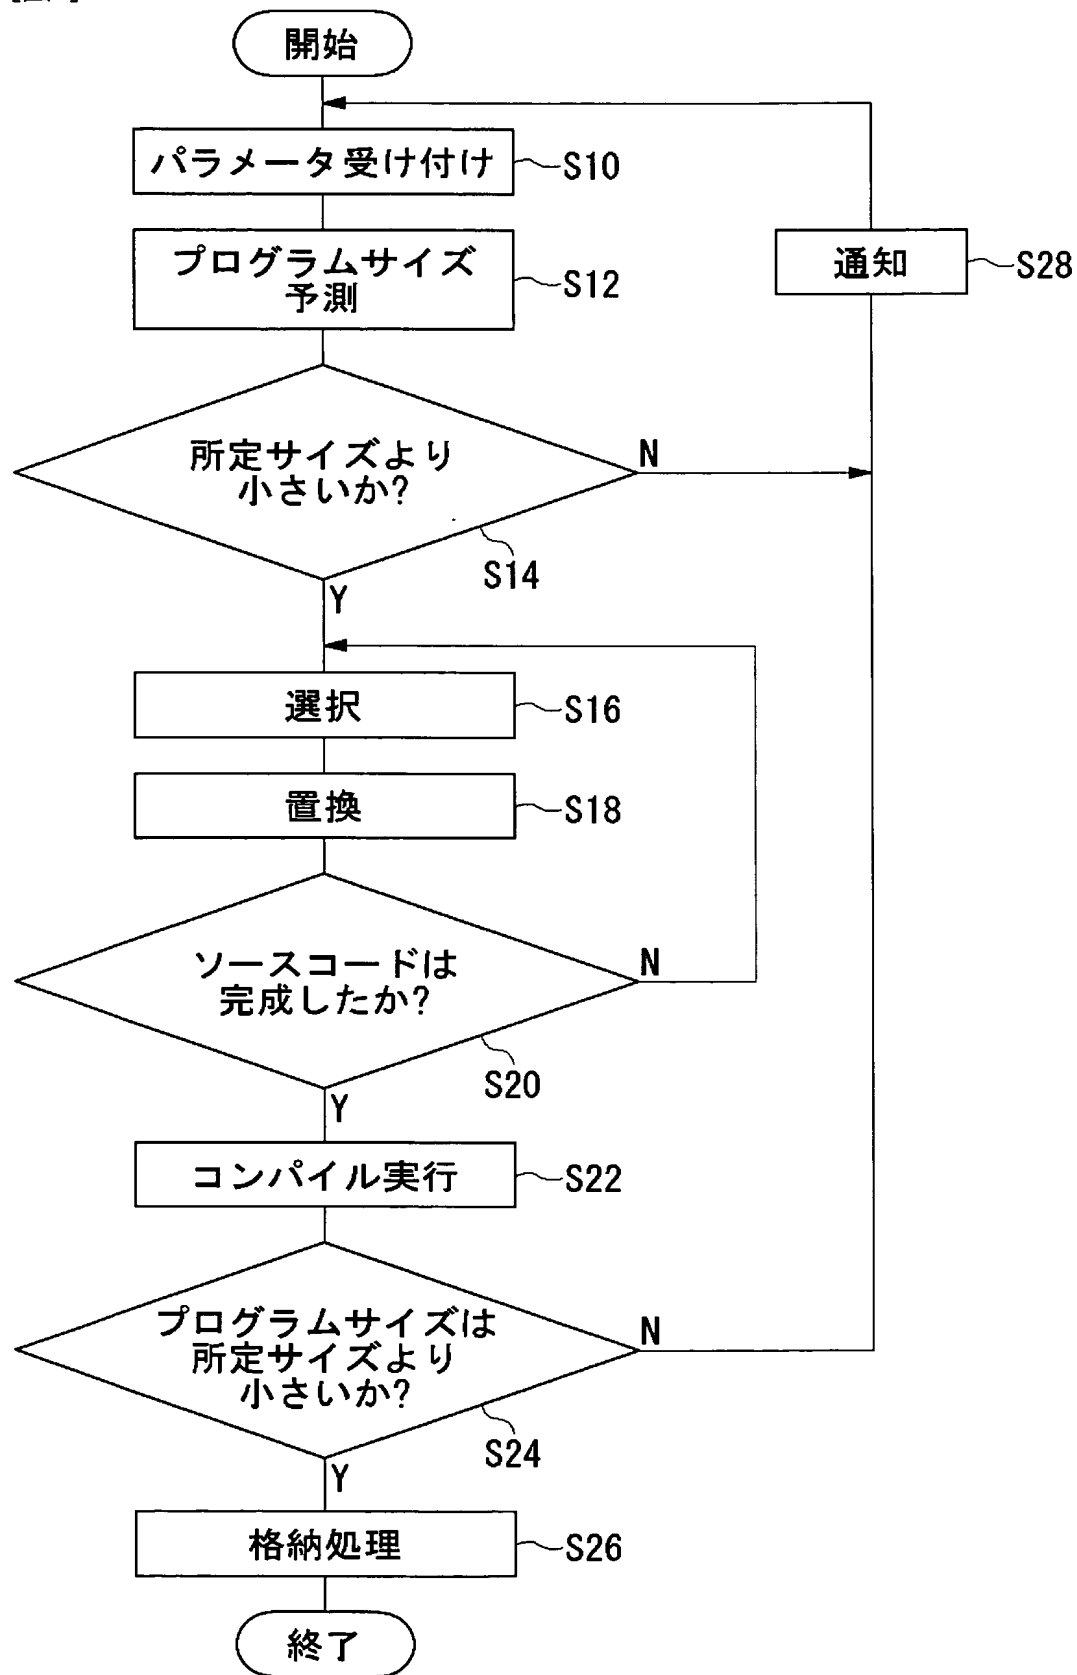 開始
パラメータ受け付け
S10
プログラムサイズ
予測
S12
通知
S28
所定サイズより
小さいか?
N
S14
Y
選択
S16
置換
S18
ソースコードは
完成したか?
N
S20
Y
コンパイル実行
S22
プログラムサイズは
所定サイズより
小さいか?
N
S24
Y
格納処理
S26
終了